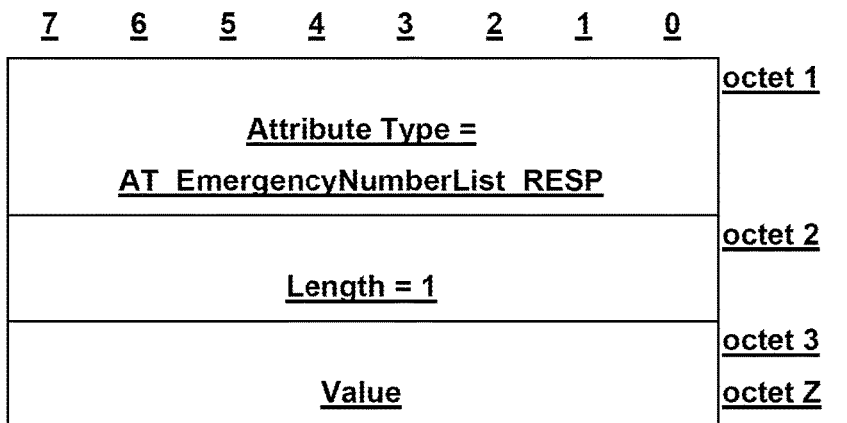 7 6 5 4 3 2 1 0
octet 1
Attribute Type =
AT_EmergencyNumberList_RESP
octet 2
Length = 1
octet 3
Value octet Z